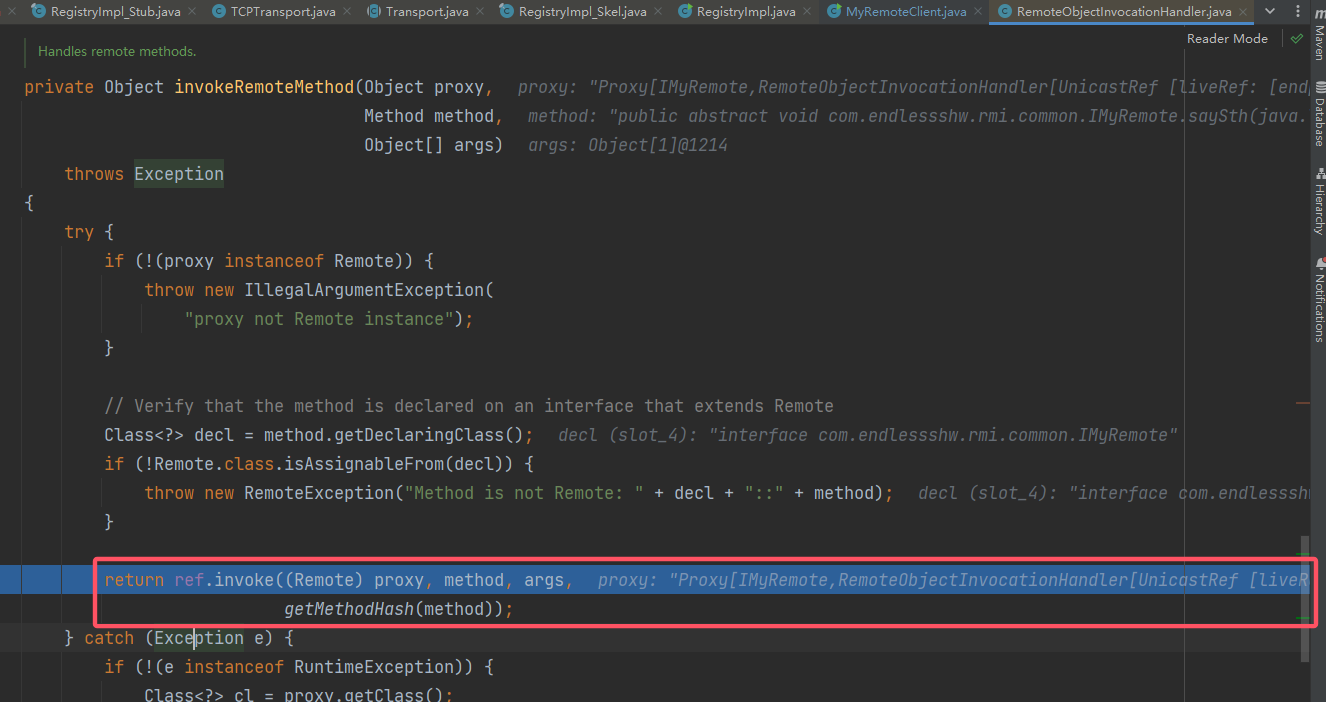 RegistryImpl_Stub.java × TCPTransport.java × Transport.java × RegistryImpl_Skel.java × RegistryImpl.java × MyRemoteClient.java × RemoteObjectInvocationHandler.java ×
Reader Mode
Handles remote methods.
private Object invokeRemoteMethod(Object proxy, proxy: "Proxy[IMyRemote,RemoteObjectInvocationHandler[UnicastRef [liveRef: [endp
Method method, method: "public abstract void com.endlessshw.rmi.common.IMyRemote.saySth(java.
Object[] args) args: Object[1]@1214
throws Exception
{
try {
if (!(proxy instanceof Remote)) {
throw new IllegalArgumentException(
"proxy not Remote instance");
}
// Verify that the method is declared on an interface that extends Remote
Class<?> decl = method.getDeclaringClass(); decl (slot_4): "interface com.endlessshw.rmi.common.IMyRemote"
if (!Remote.class.isAssignableFrom(decl)) {
throw new RemoteException("Method is not Remote: " + decl + "::" + method); decl (slot_4): "interface com.endlesssh
}
return ref.invoke((Remote) proxy, method, args, proxy: "Proxy[IMyRemote,RemoteObjectInvocationHandler[UnicastRef [liveR
getMethodHash(method));
} catch (Exception e) {
if (!(e instanceof RuntimeException)) {
Class<?> cl = proxy.getClass();
m
Maven
Database
Hierarchy
Notifications